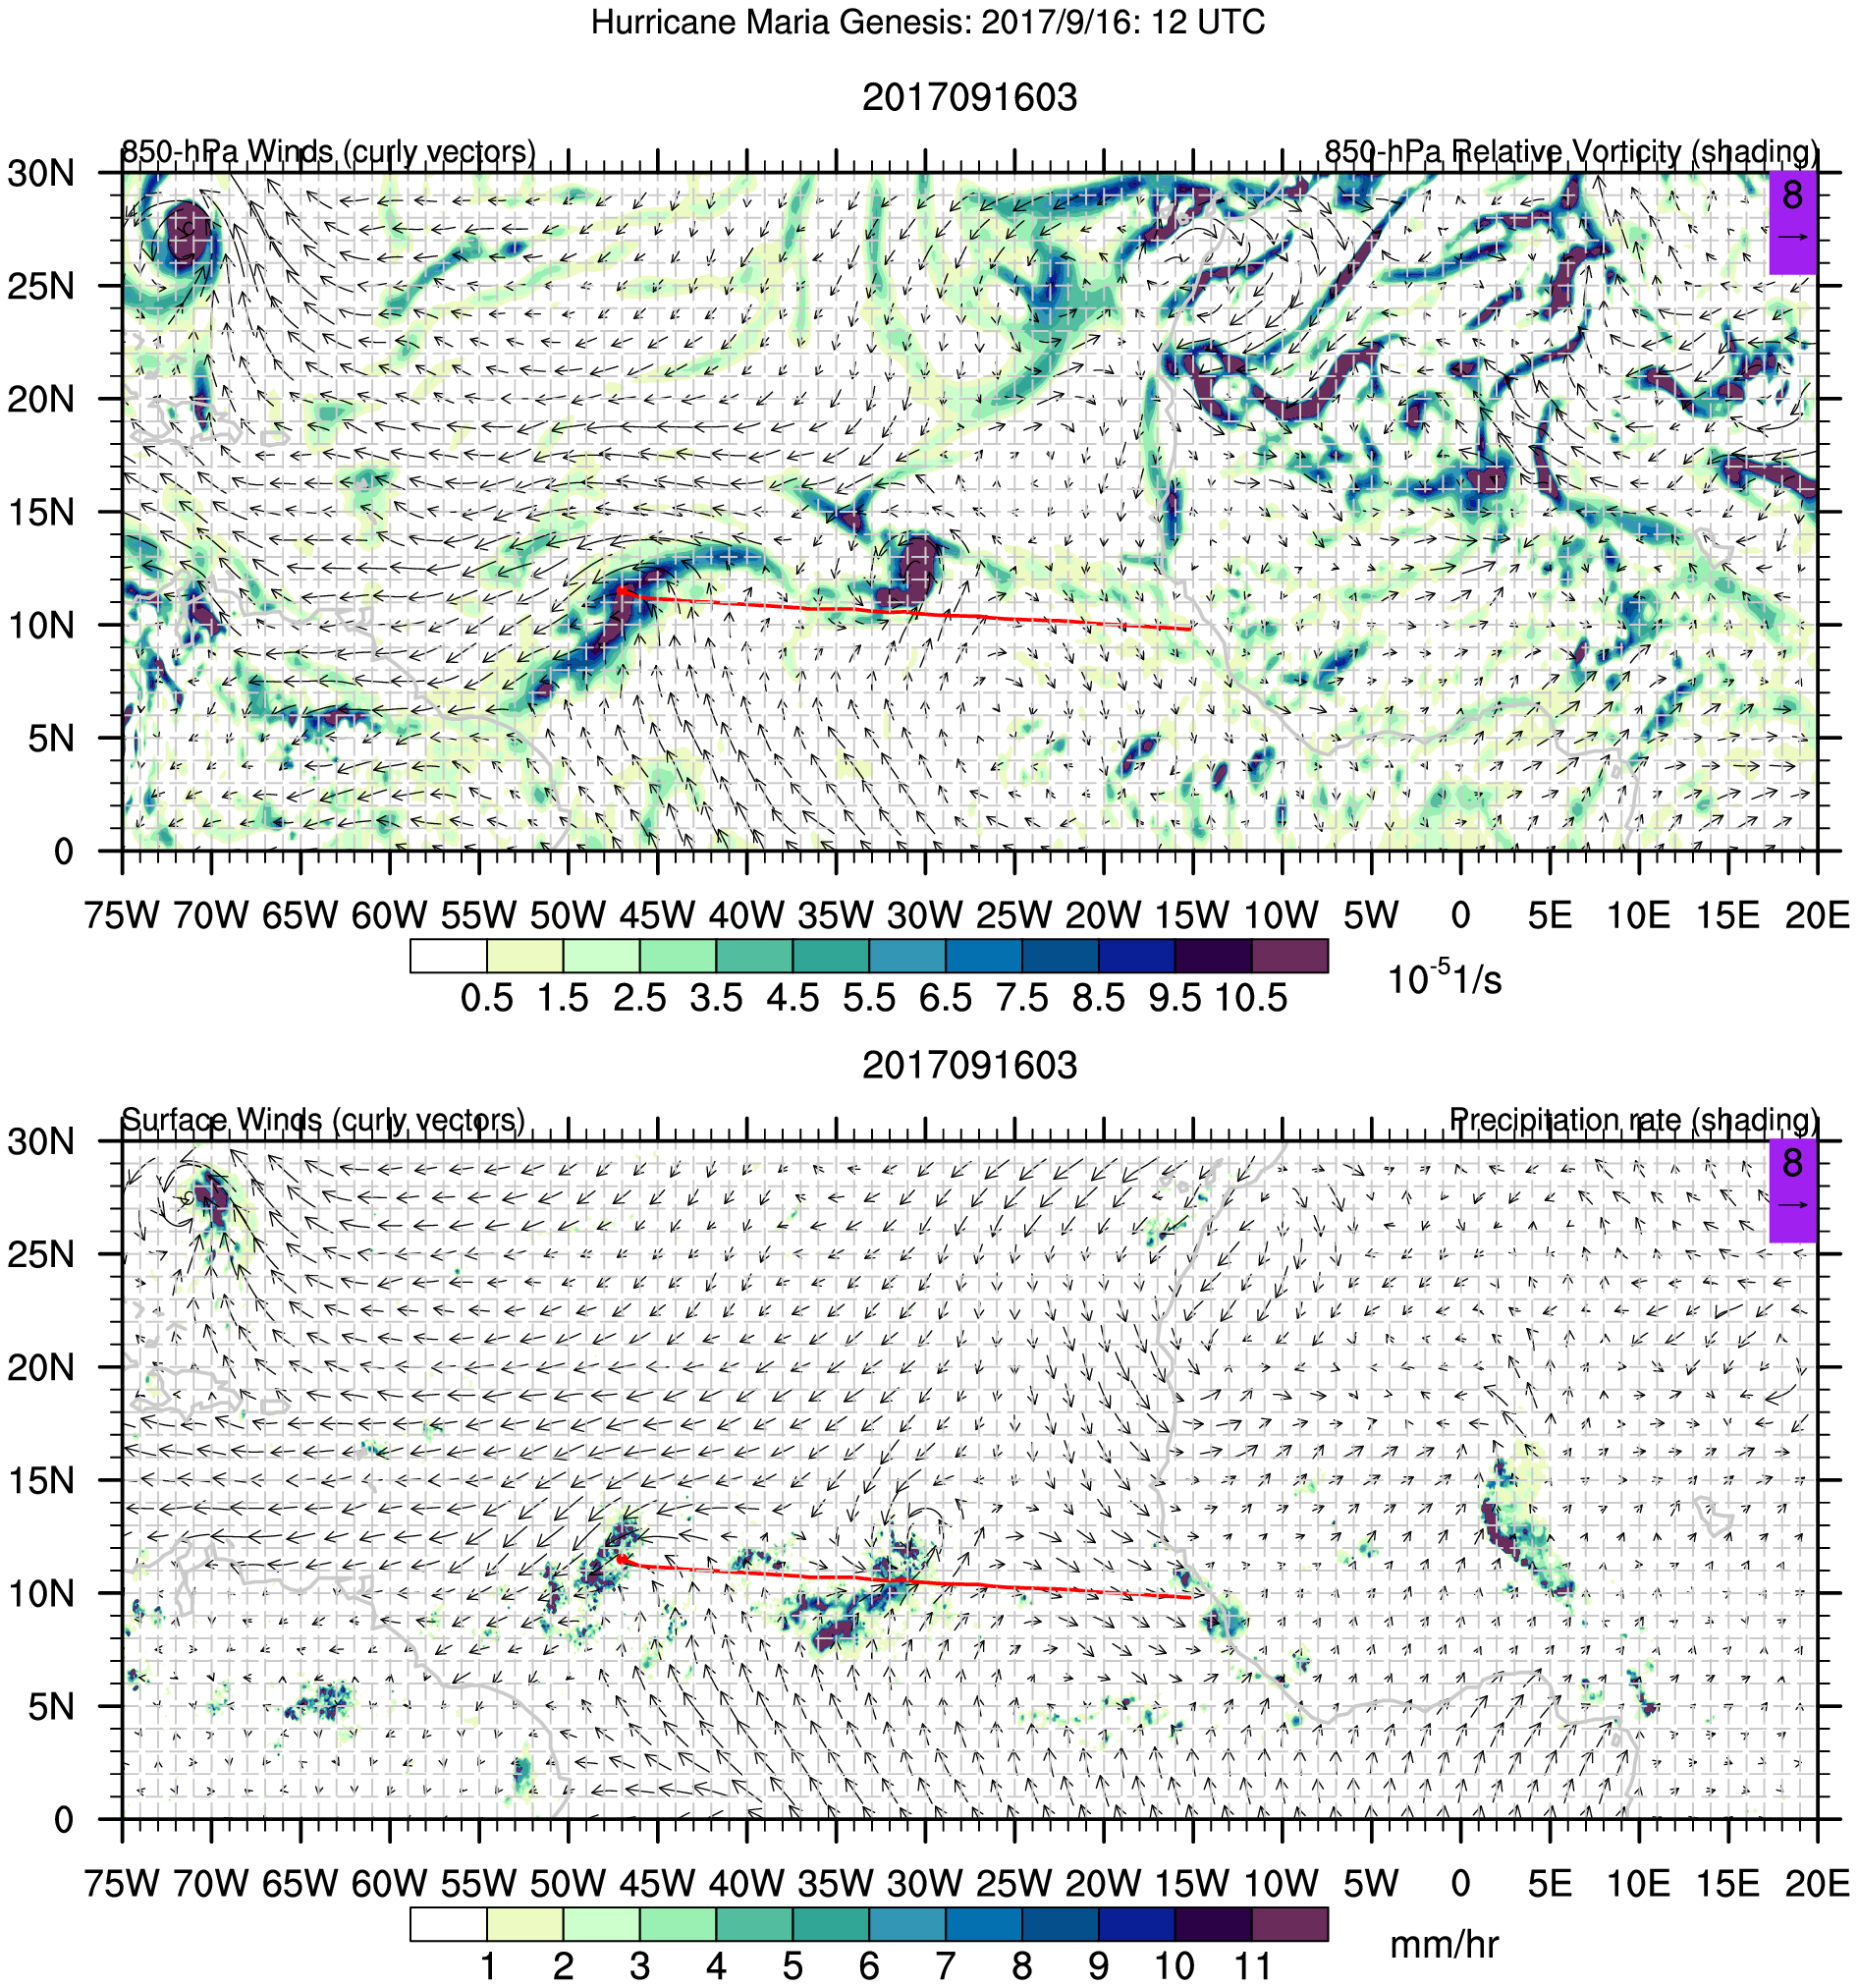 Hurricane Maria Genesis: 2017/9/16: 12 UTC
2017091603
850-hPa Winds (curly vectors) 850-hPa Relative Vorticity (shading)
8
30N
25N
20N
15N
10N
5N
0
75W 70W 65W 60W 55W 50W 45W 40W 35W 30W 25W 20W 15W 10W 5W 0 5E 10E 15E 20E
0.5 1.5 2.5 3.5 4.5 5.5 6.5 7.5 8.5 9.5 10.5
10-51/s
2017091603
Surface Winds (curly vectors) Precipitation rate (shading)
8
30N
25N
20N
15N
10N
5N
0
75W 70W 65W 60W 55W 50W 45W 40W 35W 30W 25W 20W 15W 10W 5W 0 5E 10E 15E 20E
1 2 3 4 5 6 7 8 9 10 11
mm/hr